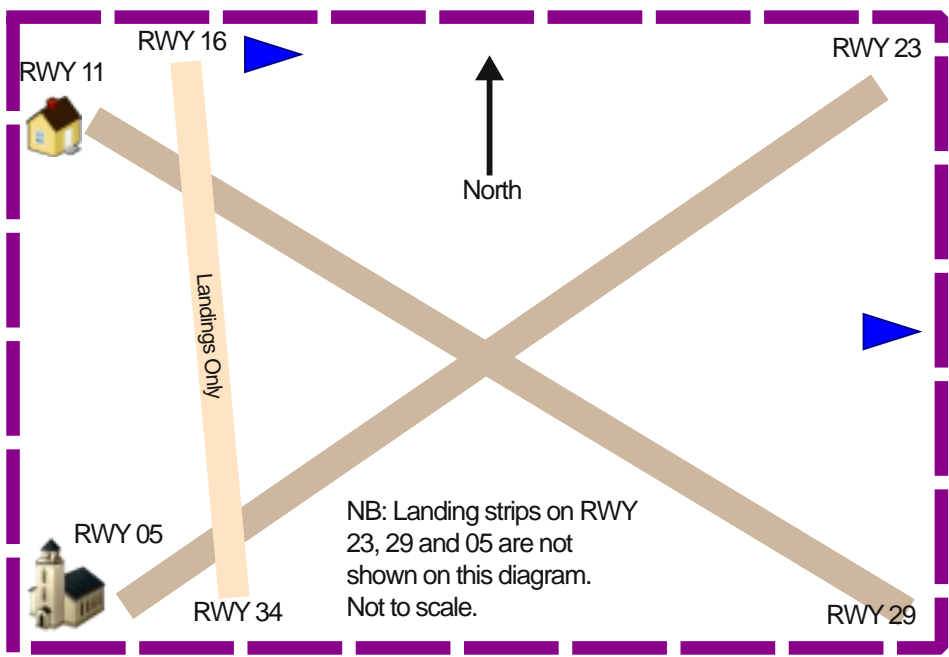 RWY 16
RWY 23
RWY 11
North
Landings Only
NB: Landing strips on RWY
23, 29 and 05 are not
shown on this diagram.
Not to scale.
RWY 05
RWY 34
RWY 29